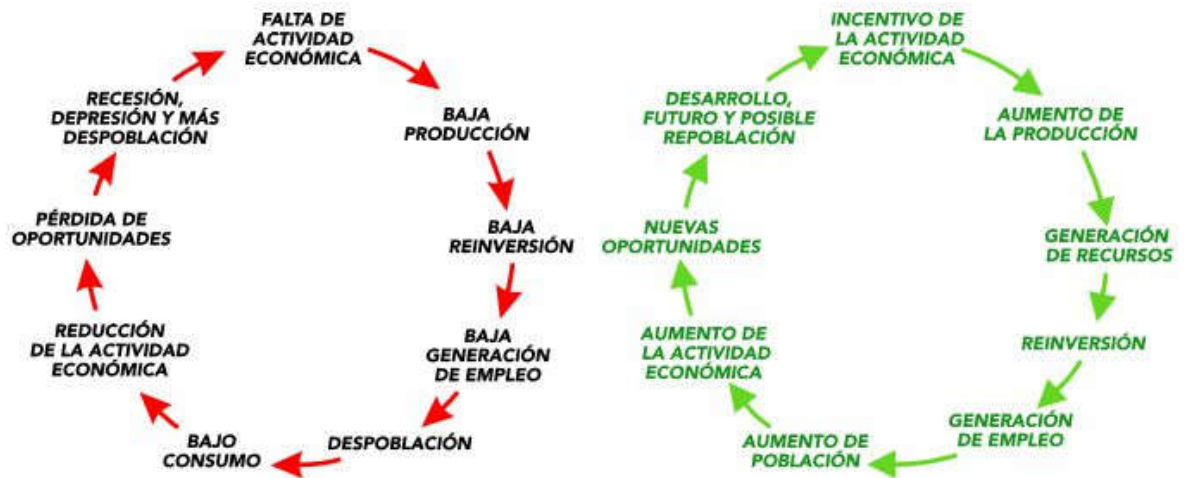 FALTA DE
ACTIVIDAD
ECONÓMICA
BAJA
PRODUCCIÓN
BAJA
REINVERSIÓN
BAJA
GENERACIÓN
DE EMPLEO
DESPOBLACIÓN
BAJO
CONSUMO
REDUCCIÓN
DE LA ACTIVIDAD
ECONÓMICA
PÉRDIDA DE
OPORTUNIDADES
RECESIÓN,
DEPRESIÓN Y MÁS
DESPOBLACIÓN
INCENTIVO DE
LA ACTIVIDAD
ECONÓMICA
AUMENTO DE
LA PRODUCCIÓN
GENERACIÓN
DE RECURSOS
REINVERSIÓN
GENERACIÓN
DE EMPLEO
AUMENTO DE
POBLACIÓN
AUMENTO DE
LA ACTIVIDAD
ECONÓMICA
NUEVAS
OPORTUNIDADES
DESARROLLO,
FUTURO Y POSIBLE
REPOBLACIÓN